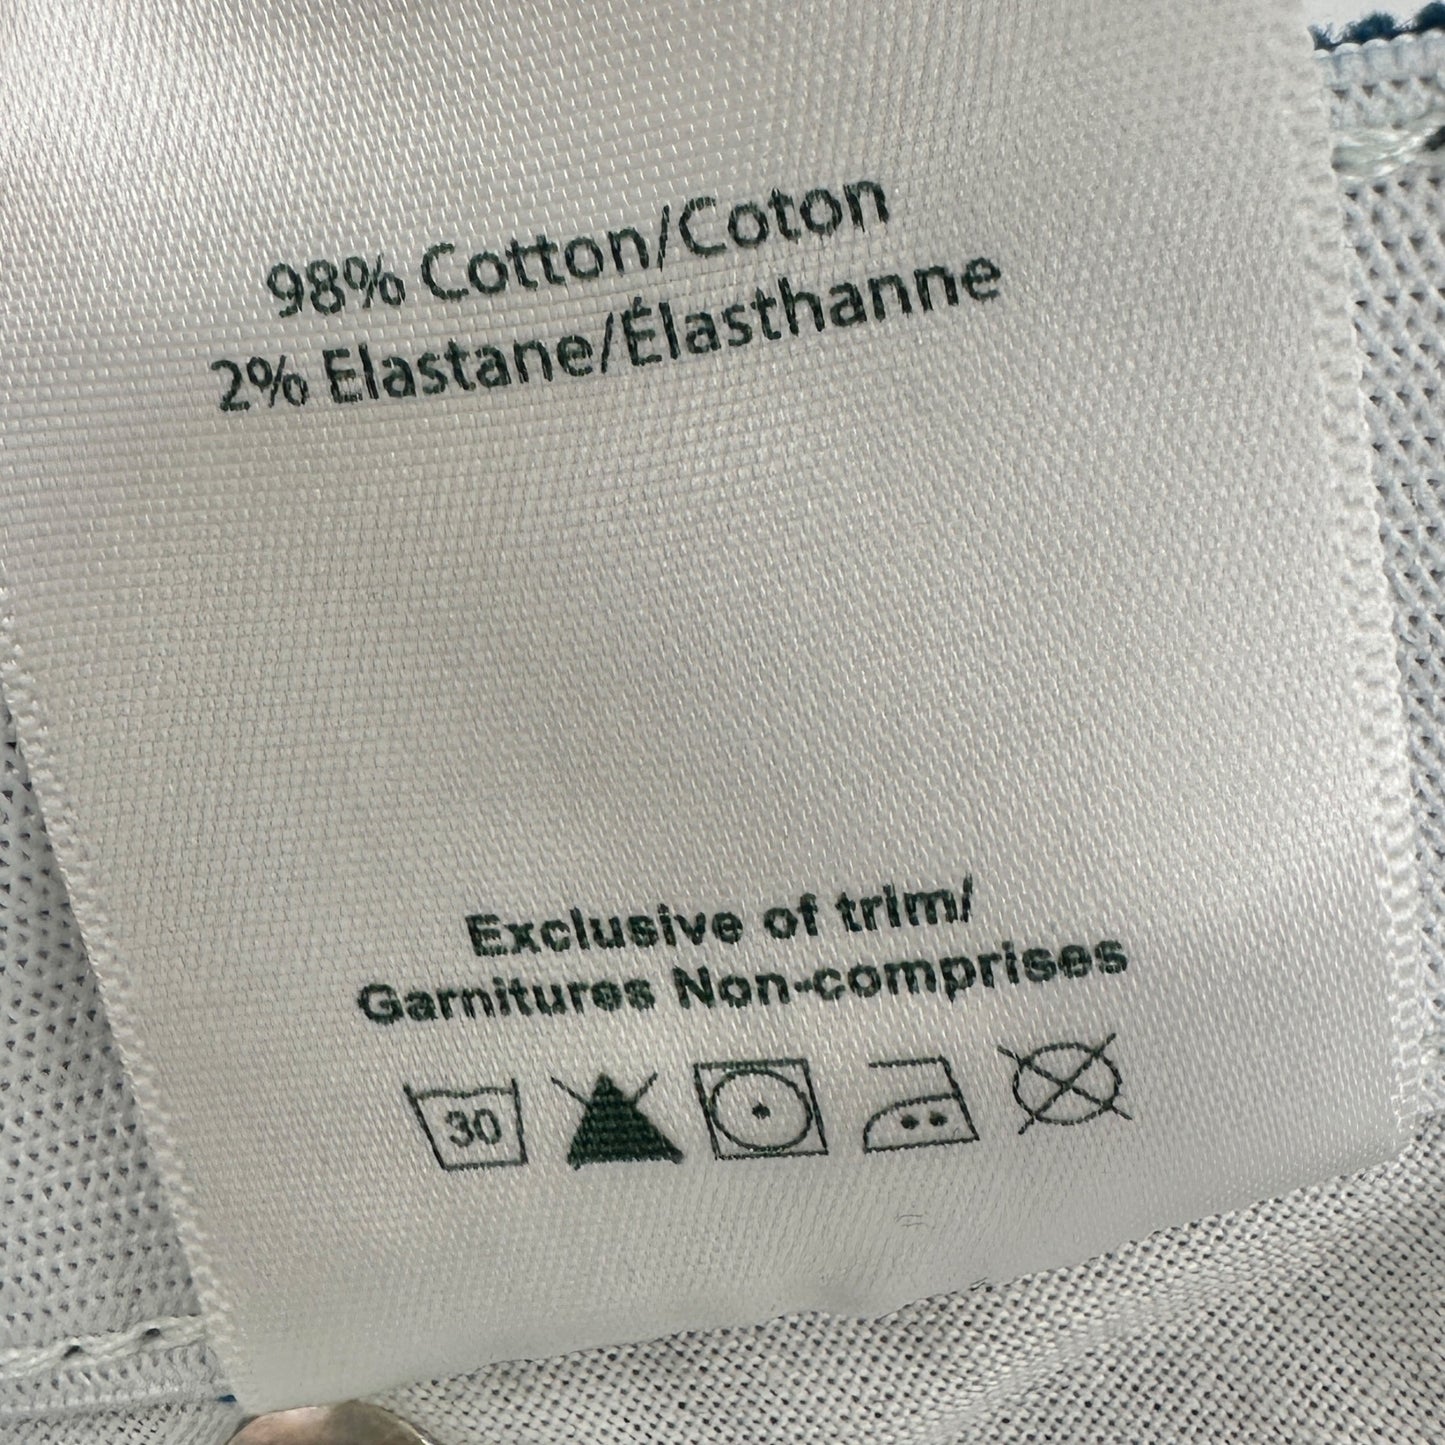 98% Cotton/Coton
2% Elastane/Élasthanne
Exclusive of trim/
Garnitures Non-comprises
30